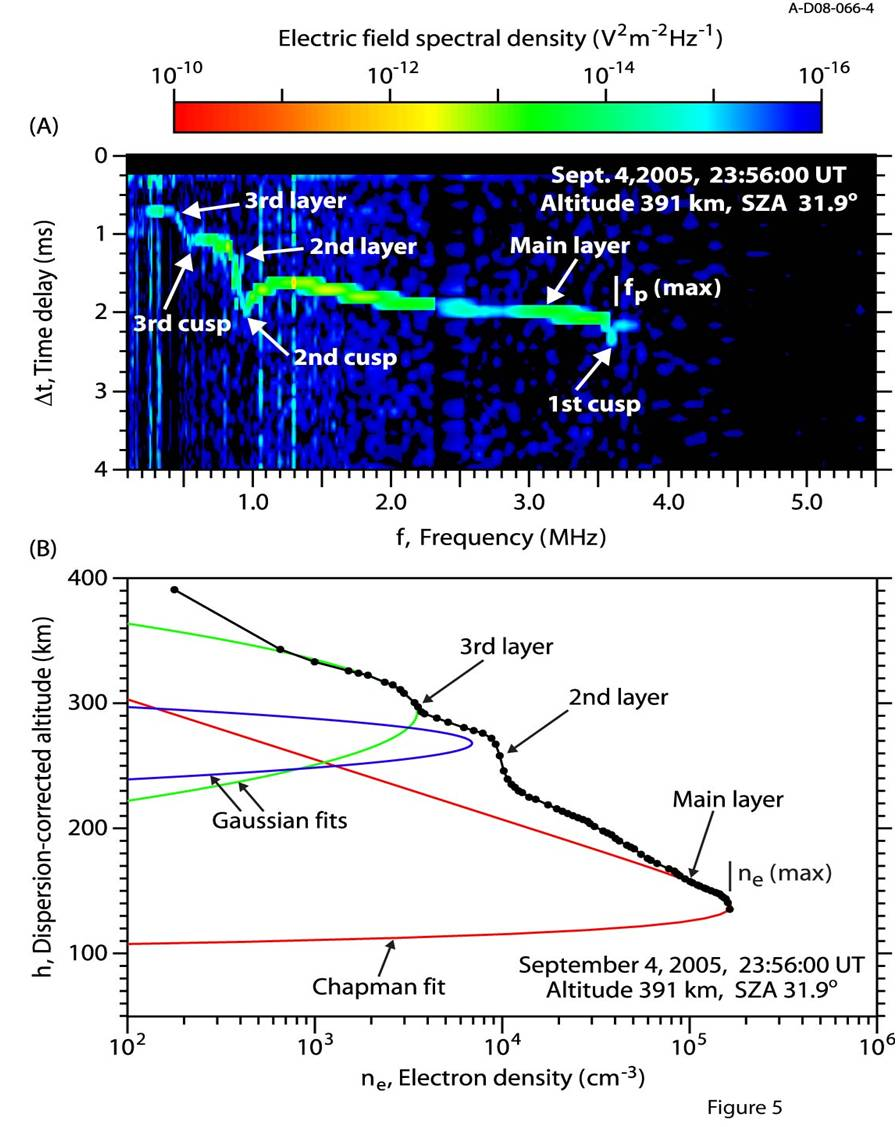 A-D08-066-4
Electric field spectral density (V²m⁻²Hz⁻¹)
10⁻¹⁰ 10⁻¹² 10⁻¹⁴ 10⁻¹⁶
(A)
0
Sept. 4,2005, 23:56:00 UT
Altitude 391 km, SZA 31.9°
3rd layer
1
2nd layer
Main layer
fₚ (max)
2
3rd cusp
2nd cusp
3
1st cusp
4
Δt, Time delay (ms)
1.0 2.0 3.0 4.0 5.0
f, Frequency (MHz)
(B)
400
3rd layer
300
2nd layer
Gaussian fits
200
Main layer
nₑ (max)
100
September 4, 2005, 23:56:00 UT
Altitude 391 km, SZA 31.9°
Chapman fit
h, Dispersion-corrected altitude (km)
10² 10³ 10⁴ 10⁵ 10⁶
nₑ, Electron density (cm⁻³)
Figure 5